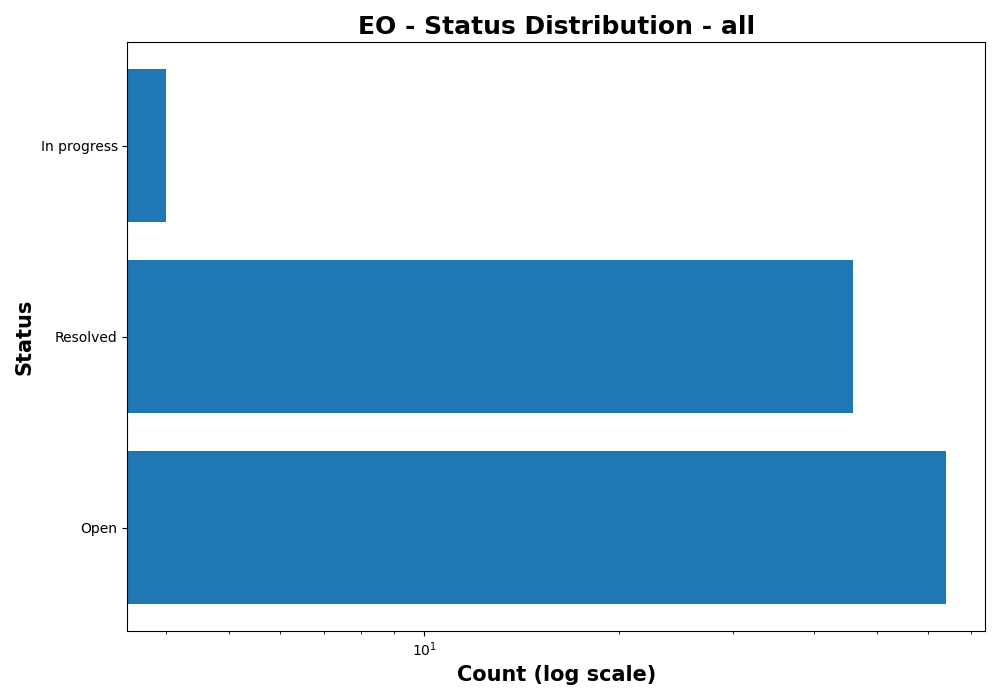 EO - Status Distribution - all
In progress
Resolved
Open
Status
10¹
Count (log scale)